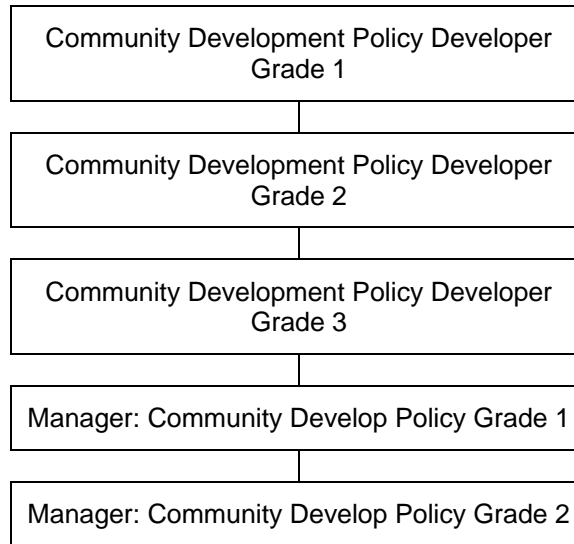 Community Development Policy Developer
Grade 1
Community Development Policy Developer
Grade 2
Community Development Policy Developer
Grade 3
Manager: Community Develop Policy Grade 1
Manager: Community Develop Policy Grade 2